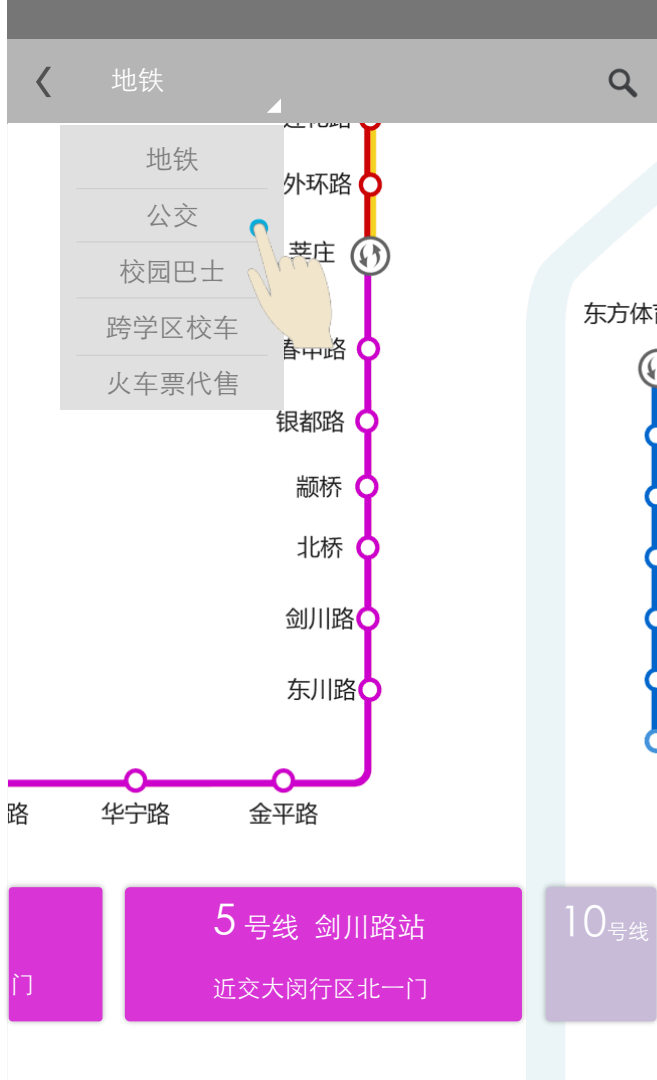 地铁
地铁
公交
校园巴士
跨学区校车
火车票代售
外环路
莘庄
春申路
银都路
颛桥
北桥
剑川路
东川路
东方体
路
华宁路
金平路
门
5号线 剑川路站
近交大闵行区北一门
10号线